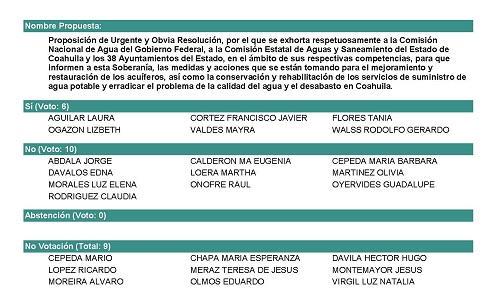 Nombre Propuesta:
Proposición de Urgente y Obvia Resolución, por el que se exhorta respetuosamente a la Comisión
Nacional de Agua del Gobierno Federal, a la Comisión Estatal de Aguas y Saneamiento del Estado de
Coahuila y los 38 Ayuntamientos del Estado, en el ámbito de sus respectivas competencias, para que
informen a esta Soberanía, las medidas y acciones que se están tomando para el mejoramiento y
restauración de los acuíferos, así como la conservación y rehabilitación de los servicios de suministro de
agua potable y erradicar el problema de la calidad del agua y el desabasto en Coahuila.
Sí (Voto: 6)
AGUILAR LAURA CORTEZ FRANCISCO JAVIER FLORES TANIA
OGAZON LIZBETH VALDES MAYRA WALSS RODOLFO GERARDO
No (Voto: 10)
ABDALA JORGE CALDERON MA EUGENIA CEPEDA MARIA BARBARA
DAVALOS EDNA LOERA MARTHA MARTINEZ OLIVIA
MORALES LUZ ELENA ONOFRE RAUL OYERVIDES GUADALUPE
RODRIGUEZ CLAUDIA
Abstención (Voto: 0)
No Votación (Total: 9)
CEPEDA MARIO CHAPA MARIA ESPERANZA DAVILA HECTOR HUGO
LOPEZ RICARDO MERAZ TERESA DE JESUS MONTEMAYOR JESUS
MOREIRA ALVARO OLMOS EDUARDO VIRGIL LUZ NATALIA